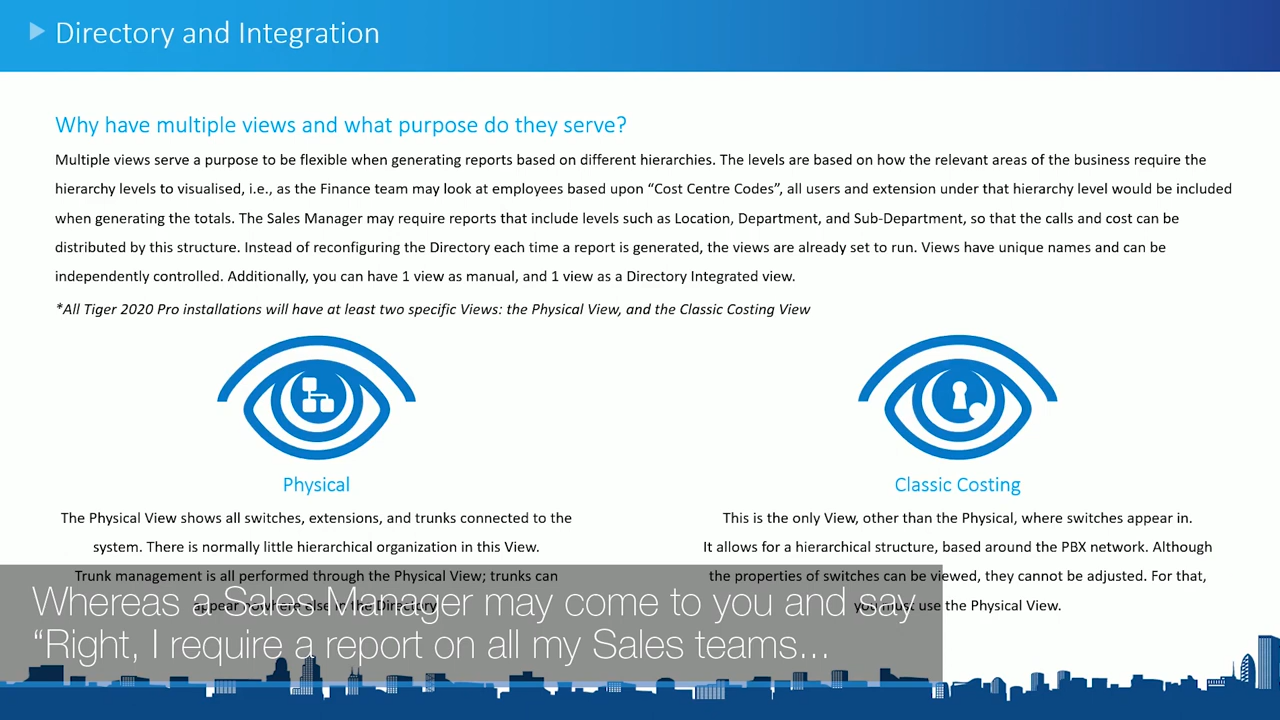 Directory and Integration
Why have multiple views and what purpose do they serve?
Multiple views serve a purpose to be flexible when generating reports based on different hierarchies. The levels are based on how the relevant areas of the business require the
hierarchy levels to visualised, i.e., as the Finance team may look at employees based upon “Cost Centre Codes”, all users and extension under that hierarchy level would be included
when generating the totals. The Sales Manager may require reports that include levels such as Location, Department, and Sub-Department, so that the calls and cost can be
distributed by this structure. Instead of reconfiguring the Directory each time a report is generated, the views are already set to run. Views have unique names and can be
independently controlled. Additionally, you can have 1 view as manual, and 1 view as a Directory Integrated view.
*All Tiger 2020 Pro installations will have at least two specific Views: the Physical View, and the Classic Costing View
Physical
The Physical View shows all switches, extensions, and trunks connected to the
system. There is normally little hierarchical organization in this View.
Trunk management is all performed through the Physical View; trunks can
appear nowhere else in the Directory.
Classic Costing
This is the only View, other than the Physical, where switches appear in.
It allows for a hierarchical structure, based around the PBX network. Although
the properties of switches can be viewed, they cannot be adjusted. For that,
you must use the Physical View.
Whereas a Sales Manager may come to you and say
“Right, I require a report on all my Sales teams...